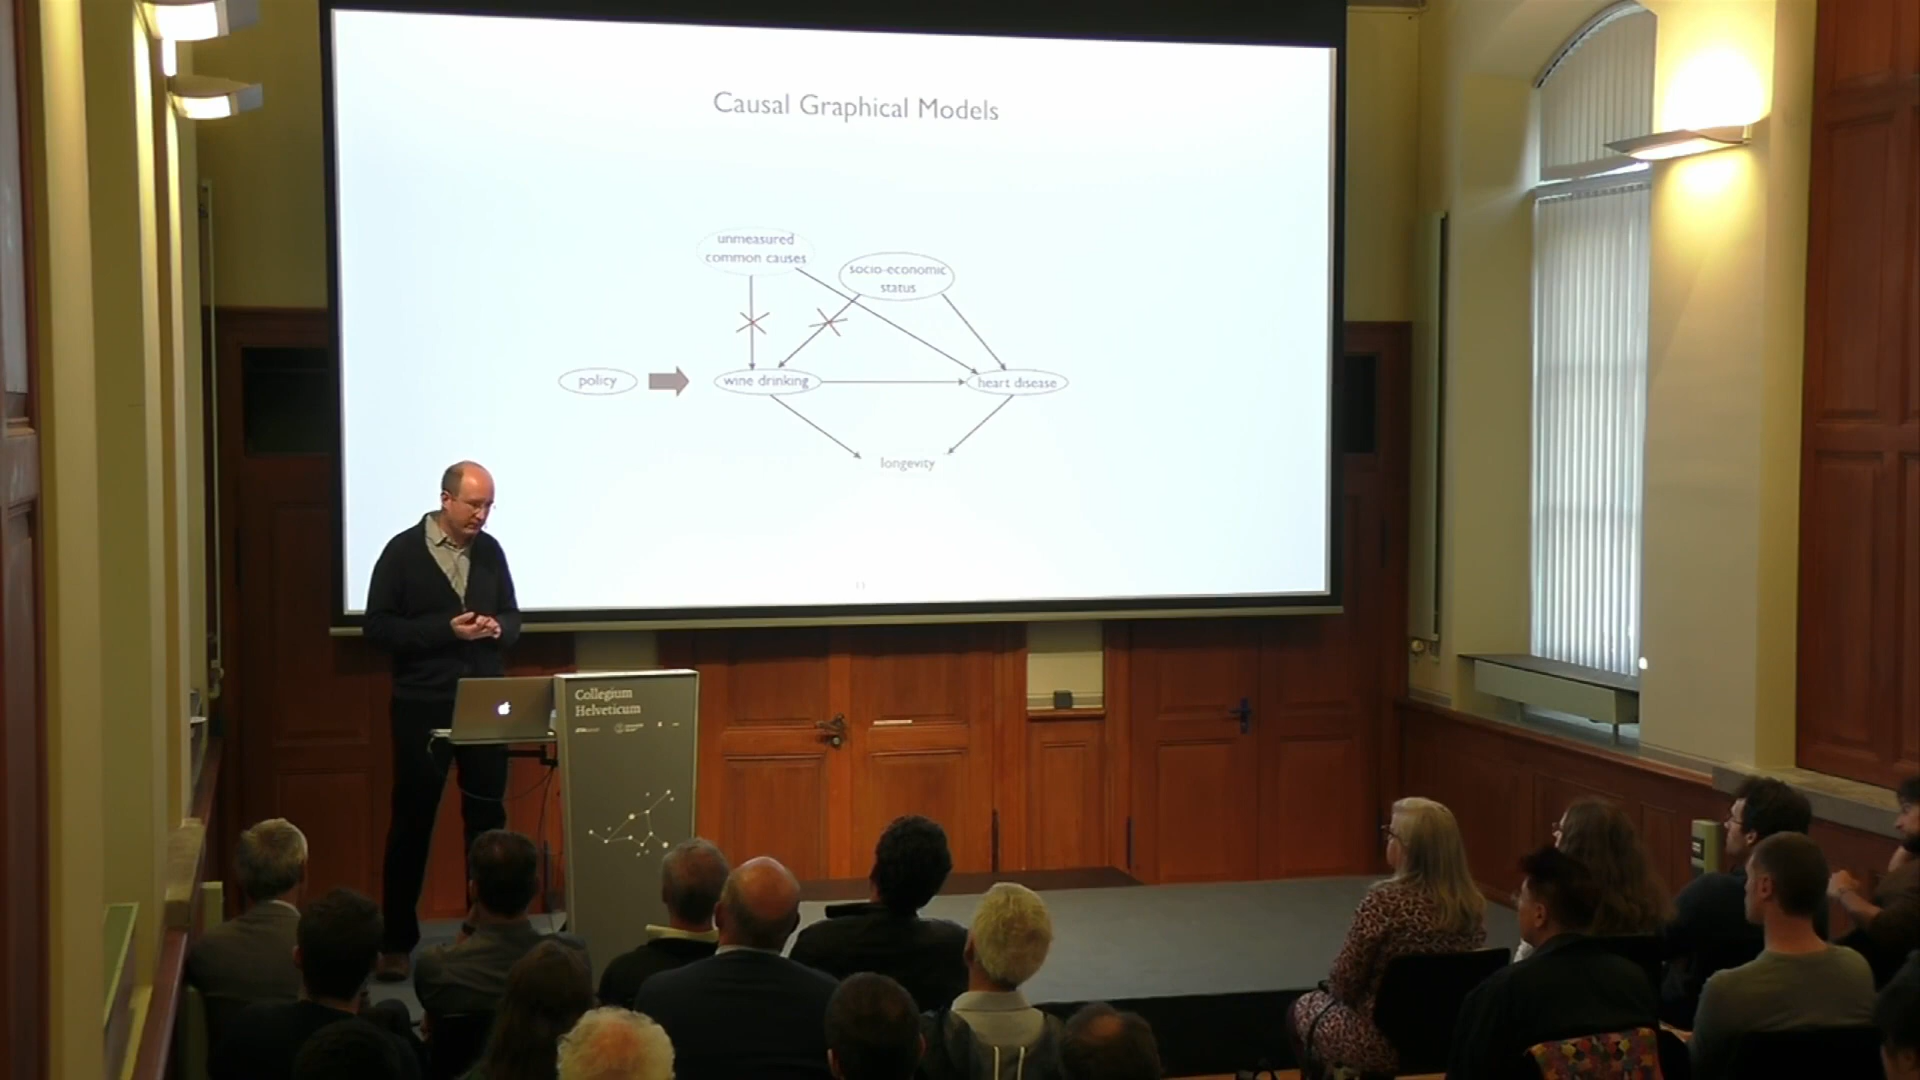 Causal Graphical Models
unmeasured
common causes
socio-economic
status
policy
wine drinking
heart disease
longevity
Collegium
Helveticum